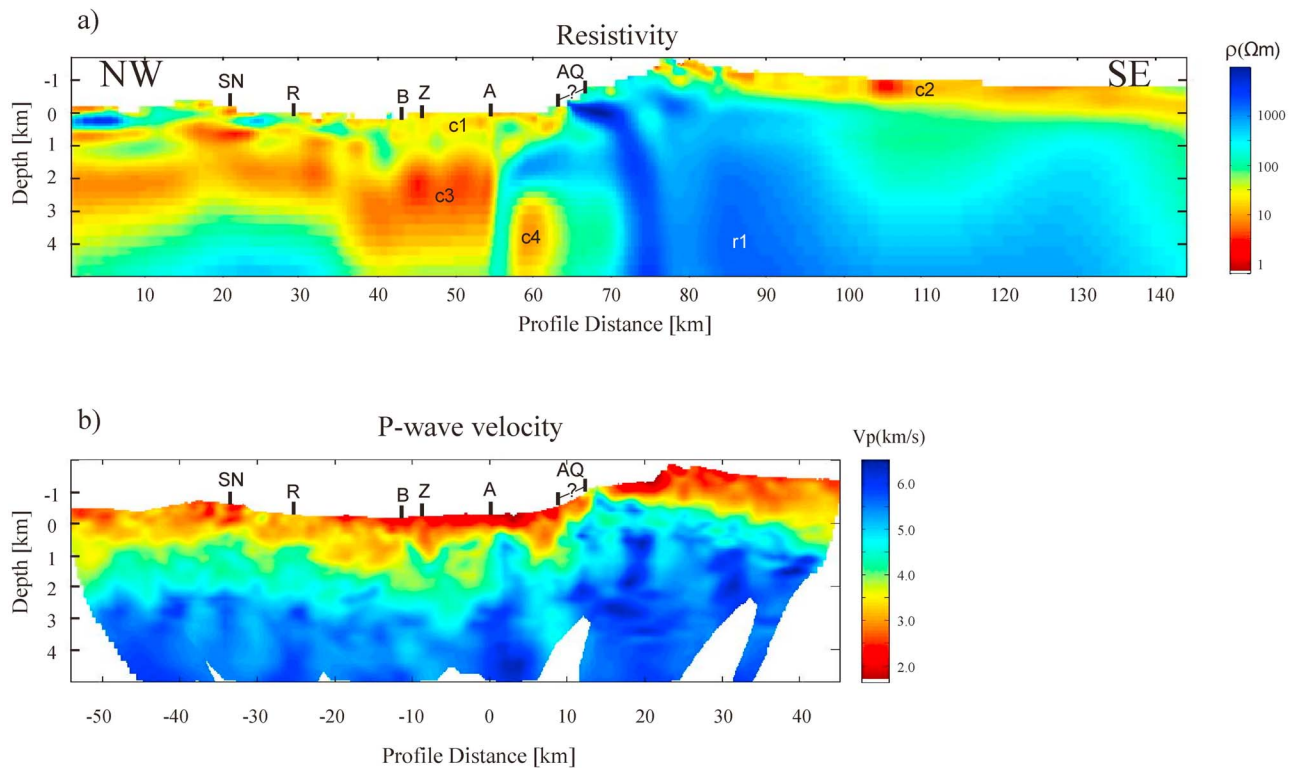 a)
Resistivity
NW
SE
SN
R
B
Z
A
AQ
?
c1
c2
c3
c4
r1
Depth [km]
-1
0
1
2
3
4
10 20 30 40 50 60 70 80 90 100 110 120 130 140
Profile Distance [km]
ρ(Ωm)
1000
100
10
1
b)
P-wave velocity
SN
R
B
Z
A
AQ
?
Depth [km]
-1
0
1
2
3
4
-50 -40 -30 -20 -10 0 10 20 30 40
Profile Distance [km]
Vp(km/s)
6.0
5.0
4.0
3.0
2.0